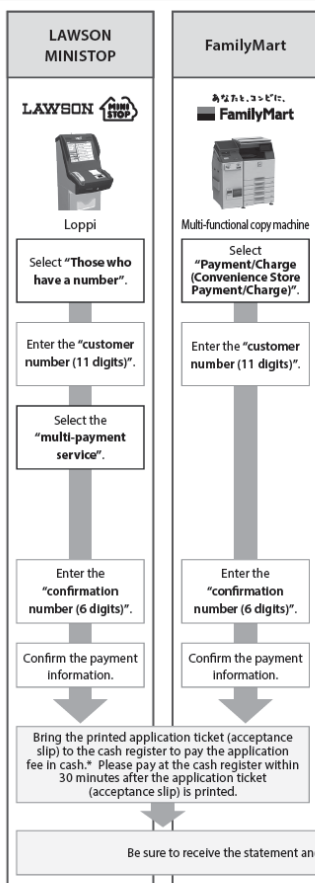 LAWSON
MINISTOP
LAWSON MINI STOP
Loppi
Select “Those who
have a number”.
Enter the “customer
number (11 digits)”.
Select the
“multi-payment
service”.
Enter the
“confirmation
number (6 digits)”.
Confirm the payment
information.
FamilyMart
あなたと、コンビに、
FamilyMart
Multi-functional copy machine
Select
“Payment/Charge
(Convenience Store
Payment/Charge)”.
Enter the “customer
number (11 digits)”.
Enter the
“confirmation
number (6 digits)”.
Confirm the payment
information.
Bring the printed application ticket (acceptance
slip) to the cash register to pay the application
fee in cash.* Please pay at the cash register within
30 minutes after the application ticket
(acceptance slip) is printed.
Be sure to receive the statement and